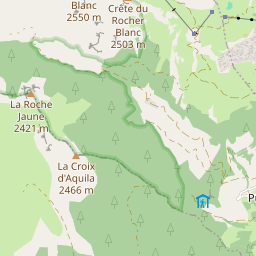 Blanc
2550 m
Crête du
Rocher
Blanc
2503 m
La Roche
Jaune
2421 m
La Croix
d'Aquila
2466 m